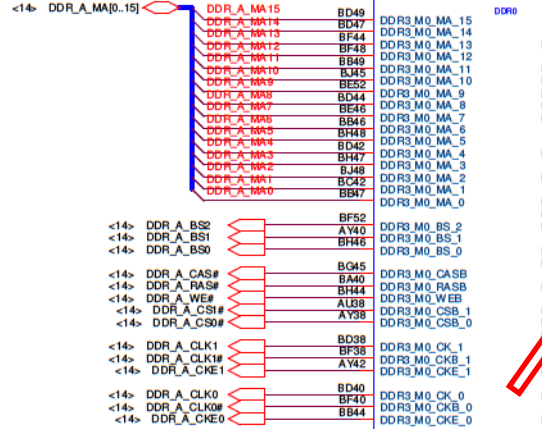 <14> DDR_A_MA[0..15] DDR_A_MA15 BD49 DDR3_M0_MA_15 DDR0
DDR_A_MA14 BD47 DDR3_M0_MA_14
DDR_A_MA13 BF44 DDR3_M0_MA_13
DDR_A_MA12 BF48 DDR3_M0_MA_12
DDR_A_MA11 BB49 DDR3_M0_MA_11
DDR_A_MA10 BJ45 DDR3_M0_MA_10
DDR_A_MA9 BE52 DDR3_M0_MA_9
DDR_A_MA8 BD44 DDR3_M0_MA_8
DDR_A_MA7 BE46 DDR3_M0_MA_7
DDR_A_MA6 BB46 DDR3_M0_MA_6
DDR_A_MA5 BH48 DDR3_M0_MA_5
DDR_A_MA4 BD42 DDR3_M0_MA_4
DDR_A_MA3 BH47 DDR3_M0_MA_3
DDR_A_MA2 BJ48 DDR3_M0_MA_2
DDR_A_MA1 BC42 DDR3_M0_MA_1
DDR_A_MA0 BB47 DDR3_M0_MA_0
<14> DDR_A_BS2 BF52 DDR3_M0_BS_2
<14> DDR_A_BS1 AY40 DDR3_M0_BS_1
<14> DDR_A_BS0 BH46 DDR3_M0_BS_0
<14> DDR_A_CAS# BG45 DDR3_M0_CASB
<14> DDR_A_RAS# BA40 DDR3_M0_RASB
<14> DDR_A_WE# BH44 DDR3_M0_WEB
<14> DDR_A_CS1# AU38 DDR3_M0_CSB_1
<14> DDR_A_CS0# AY38 DDR3_M0_CSB_0
<14> DDR_A_CLK1 BD38 DDR3_M0_CK_1
<14> DDR_A_CLK1# BF38 DDR3_M0_CKB_1
<14> DDR_A_CKE1 AY42 DDR3_M0_CKE_1
<14> DDR_A_CLK0 BD40 DDR3_M0_CK_0
<14> DDR_A_CLK0# BF40 DDR3_M0_CKB_0
<14> DDR_A_CKE0 BB44 DDR3_M0_CKE_0